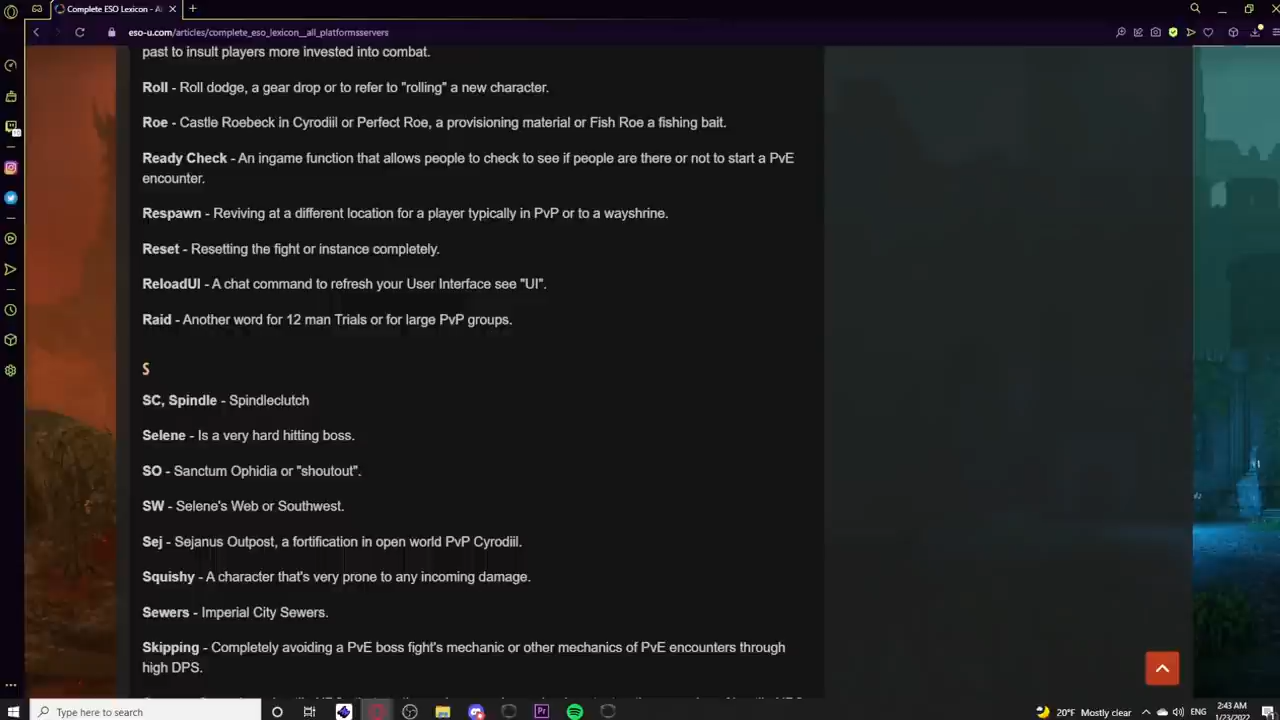 Complete ESO Lexicon - A
eso-u.com/articles/complete_eso_lexicon__all_platformsservers
past to insult players more invested into combat.
Roll - Roll dodge, a gear drop or to refer to "rolling" a new character.
Roe - Castle Roebeck in Cyrodiil or Perfect Roe, a provisioning material or Fish Roe a fishing bait.
Ready Check - An ingame function that allows people to check to see if people are there or not to start a PvE
encounter.
Respawn - Reviving at a different location for a player typically in PvP or to a wayshrine.
Reset - Resetting the fight or instance completely.
ReloadUI - A chat command to refresh your User Interface see "UI".
Raid - Another word for 12 man Trials or for large PvP groups.
S
SC, Spindle - Spindleclutch
Selene - Is a very hard hitting boss.
SO - Sanctum Ophidia or "shoutout".
SW - Selene's Web or Southwest.
Sej - Sejanus Outpost, a fortification in open world PvP Cyrodiil.
Squishy - A character that's very prone to any incoming damage.
Sewers - Imperial City Sewers.
Skipping - Completely avoiding a PvE boss fight's mechanic or other mechanics of PvE encounters through
high DPS.
Type here to search
Pr
20°F Mostly clear
ENG
2:43 AM
1/23/2022